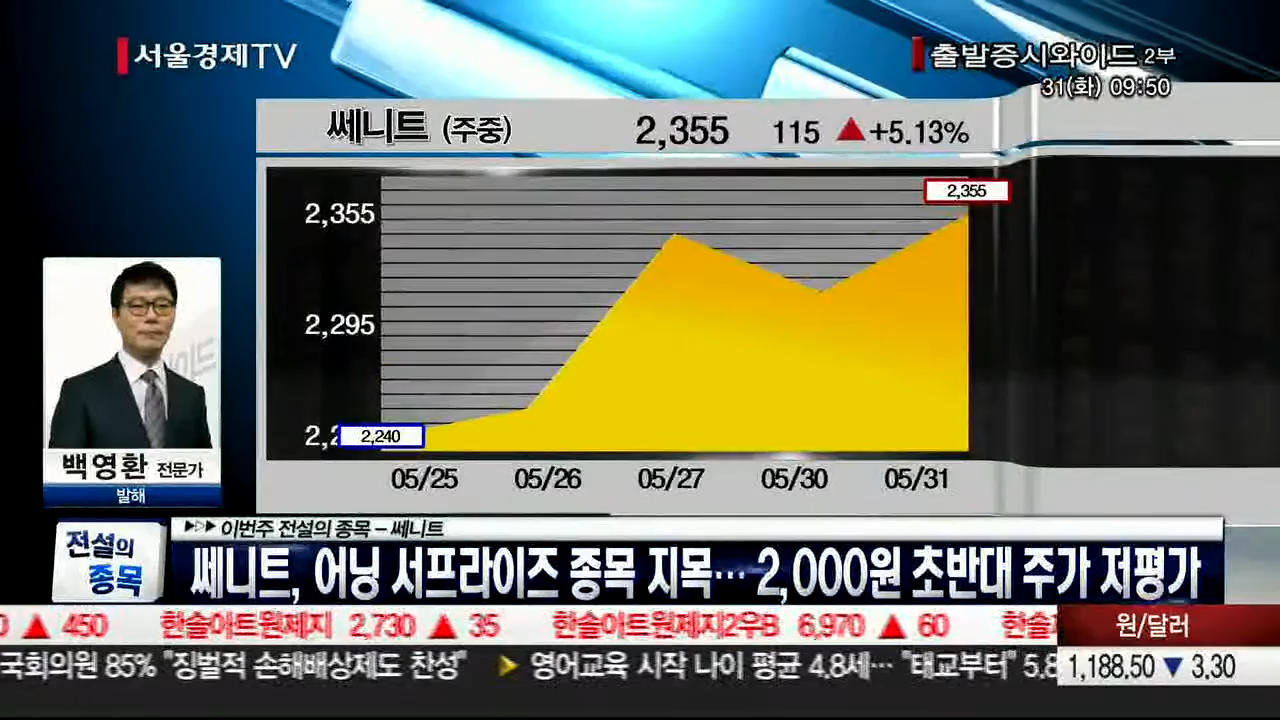 서울경제TV
출발증시와이드 2부
31(화) 09:50
쎄니트 (주중) 2,355 115 ▲+5.13%
2,355
2,355
2,295
2,240
05/25 05/26 05/27 05/30 05/31
백영환 전문가
발해
전설의
종목
▶▷▶ 이번주 전설의 종목 – 쎄니트
쎄니트, 어닝 서프라이즈 종목 지목… 2,000원 초반대 주가 저평가
0 ▲ 450 한솔아트원제지 2,730 ▲ 35 한솔아트원제지2우B 6,970 ▲ 60 한솔
원/달러
국회의원 85% "징벌적 손해배상제도 찬성" ▶ 영어교육 시작 나이 평균 4.8세… "태교부터" 5.8
1,188.50 ▼ 3.30